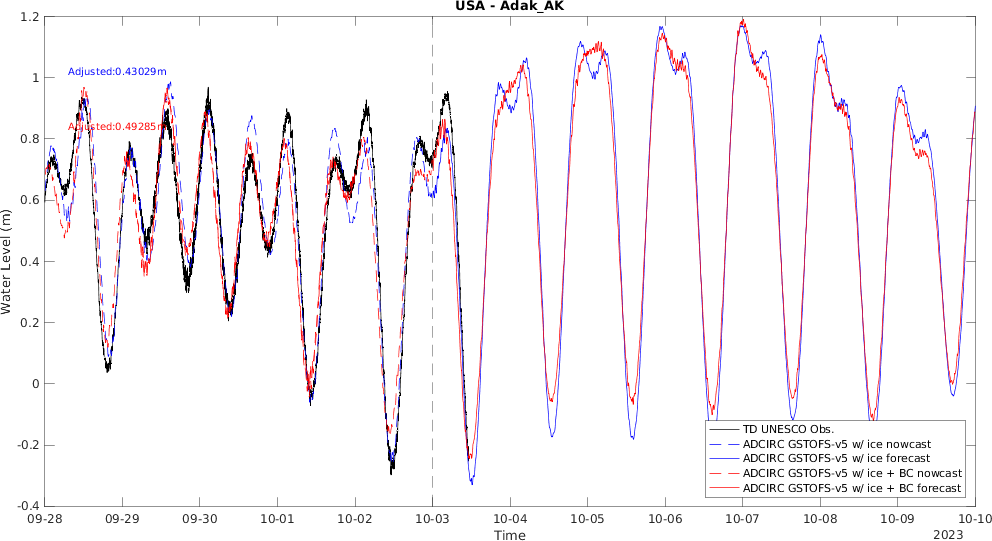 USA - Adak_AK
1.2
1
0.8
0.6
0.4
0.2
0
-0.2
-0.4
Water Level (m)
Adjusted:0.43029m
Adjusted:0.49285m
TD UNESCO Obs.
ADCIRC GSTOFS-v5 w/ ice nowcast
ADCIRC GSTOFS-v5 w/ ice forecast
ADCIRC GSTOFS-v5 w/ ice + BC nowcast
ADCIRC GSTOFS-v5 w/ ice + BC forecast
09-28 09-29 09-30 10-01 10-02 10-03 10-04 10-05 10-06 10-07 10-08 10-09 10-10
Time
2023